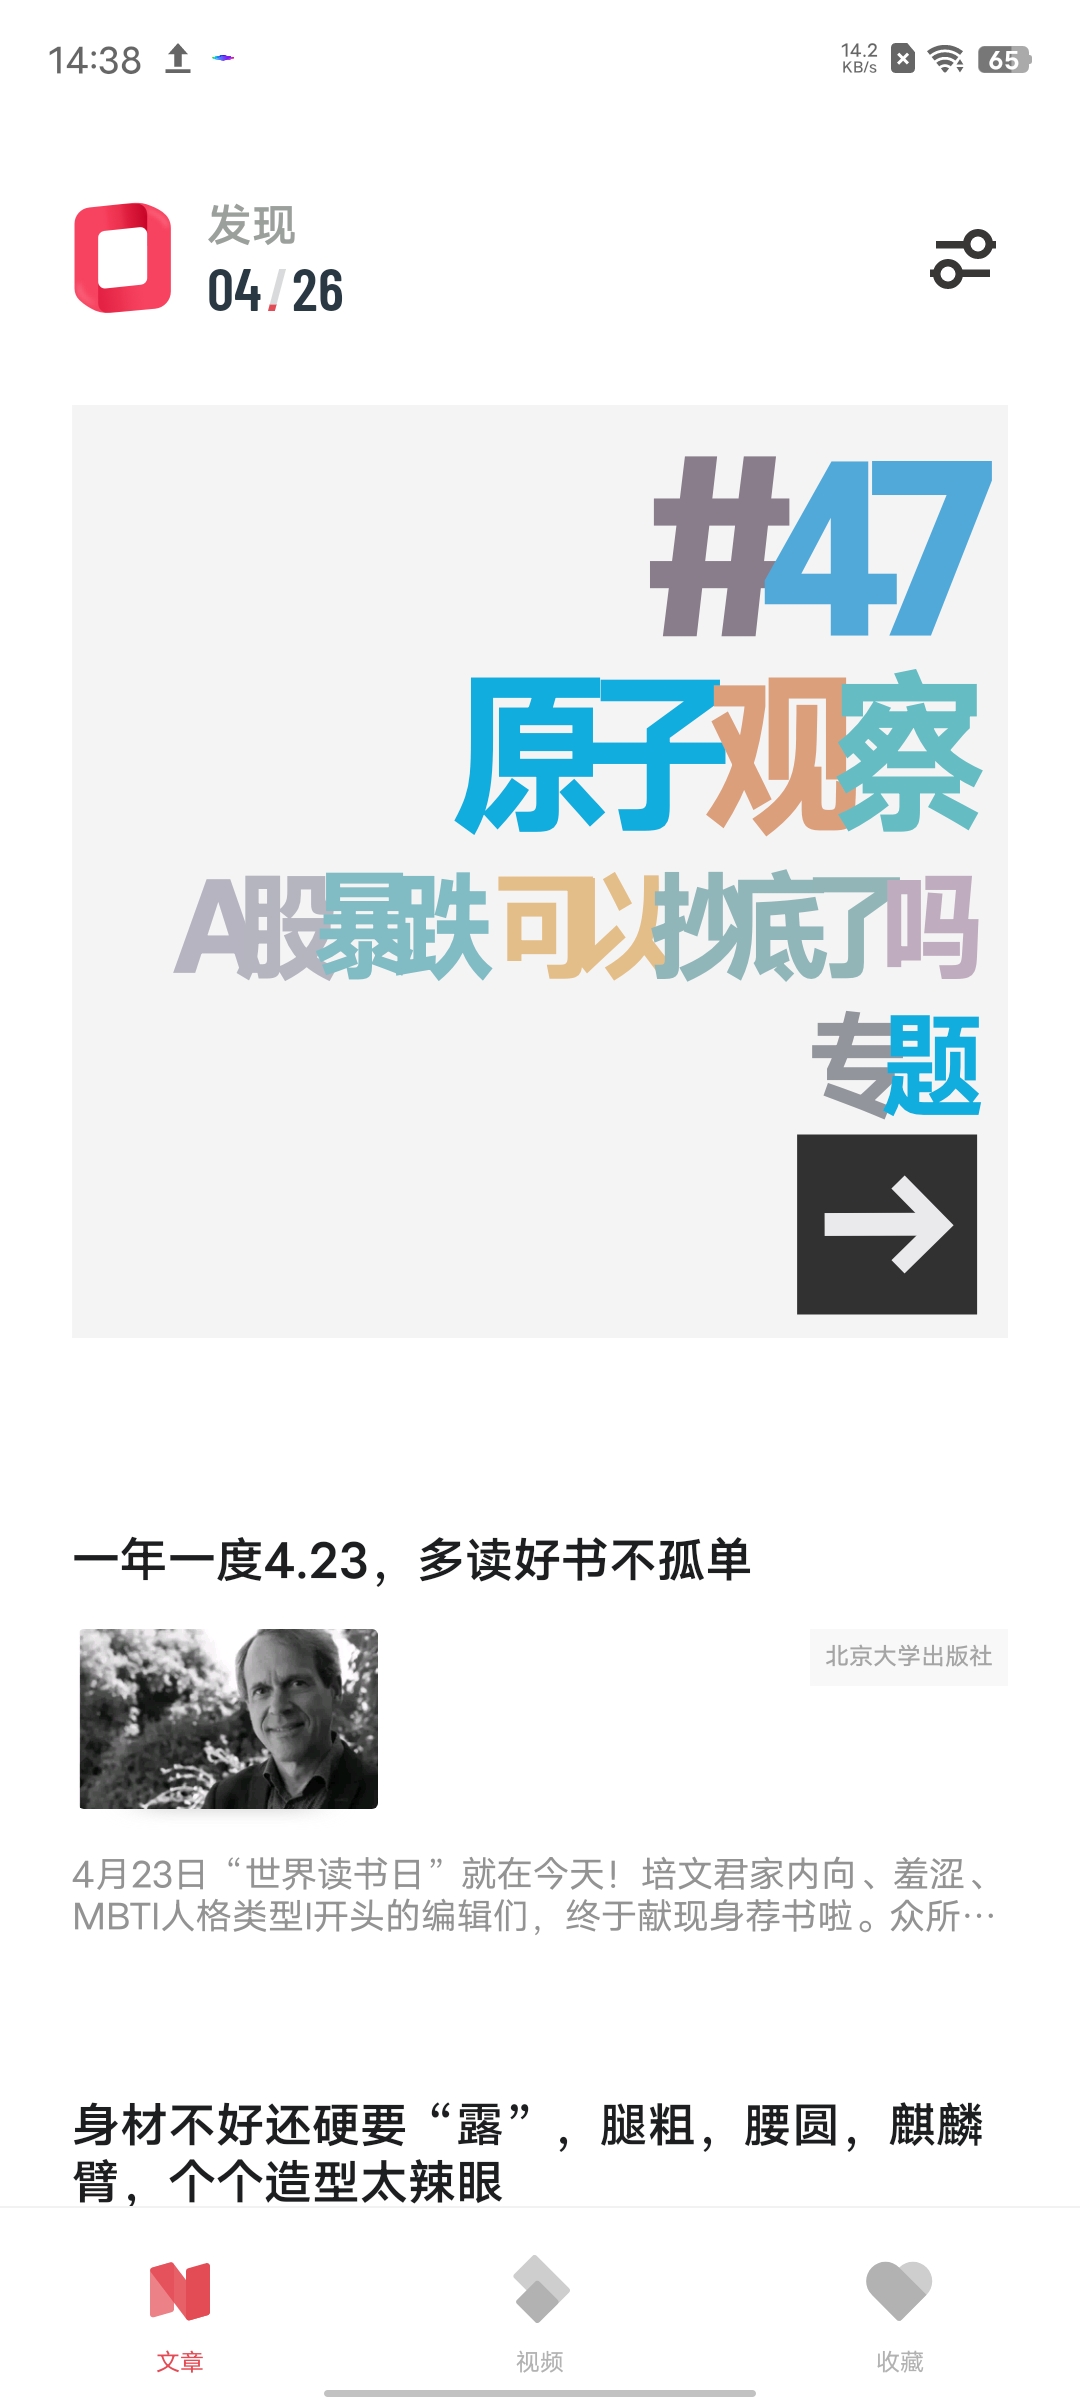 14:38
14.2
KB/s
65
发现
04/26
#47
原子观察
A股暴跌 可以抄底了吗
专题
一年一度4.23，多读好书不孤单
北京大学出版社
4月23日“世界读书日”就在今天！培文君家内向、羞涩、
MBTI人格类型I开头的编辑们，终于献现身荐书啦。众所…
身材不好还硬要“露”，腿粗，腰圆，麒麟
臂，个个造型太辣眼
文章
视频
收藏